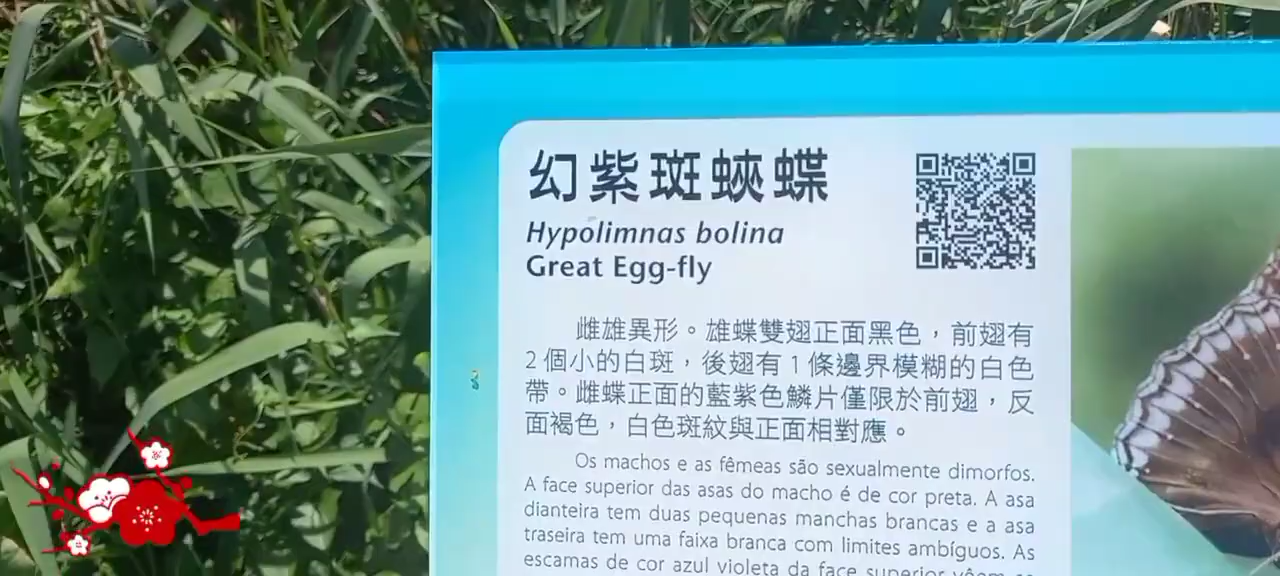 幻紫斑蛺蝶
Hypolimnas bolina
Great Egg-fly
雌雄異形。雄蝶雙翅正面黑色，前翅有
2個小的白斑，後翅有1條邊界模糊的白色
帶。雌蝶正面的藍紫色鱗片僅限於前翅，反
面褐色，白色斑紋與正面相對應。
Os machos e as fêmeas são sexualmente dimorfos.
A face superior das asas do macho é de cor preta. A asa
dianteira tem duas pequenas manchas brancas e a asa
traseira tem uma faixa branca com limites ambíguos. As
escamas de cor azul violeta da face superior vêem se